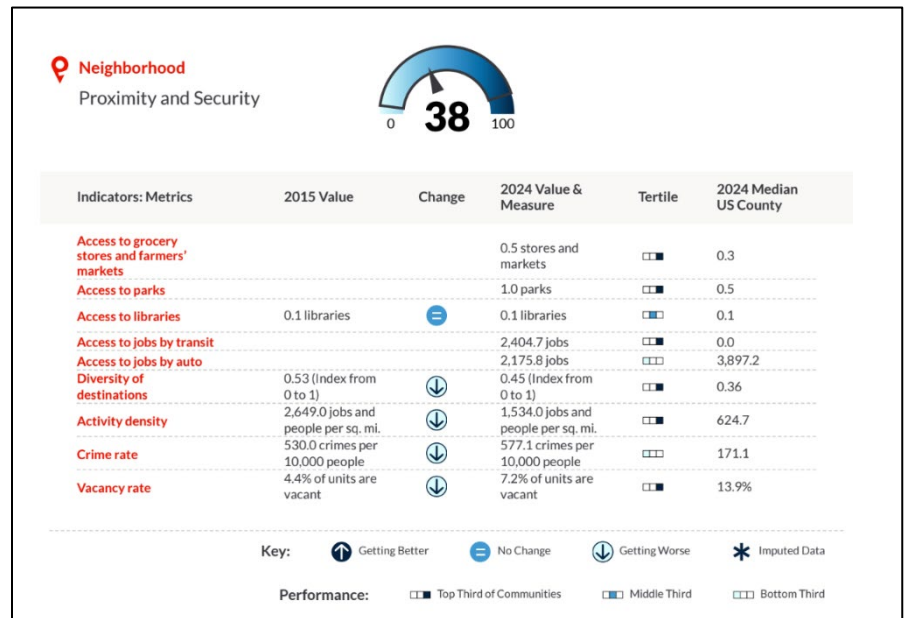 Neighborhood
Proximity and Security
0
38
100
Indicators: Metrics 2015 Value Change 2024 Value & Measure Tertile 2024 Median US County
Access to grocery stores and farmers' markets 0.5 stores and markets 0.3
Access to parks 1.0 parks 0.5
Access to libraries 0.1 libraries = 0.1 libraries 0.1
Access to jobs by transit 2,404.7 jobs 0.0
Access to jobs by auto 2,175.8 jobs 3,897.2
Diversity of destinations 0.53 (Index from 0 to 1) 0.45 (Index from 0 to 1) 0.36
Activity density 2,649.0 jobs and people per sq. mi. 1,534.0 jobs and people per sq. mi. 624.7
Crime rate 530.0 crimes per 10,000 people 577.1 crimes per 10,000 people 171.1
Vacancy rate 4.4% of units are vacant 7.2% of units are vacant 13.9%
Key: Getting Better No Change Getting Worse Imputed Data
Performance: Top Third of Communities Middle Third Bottom Third